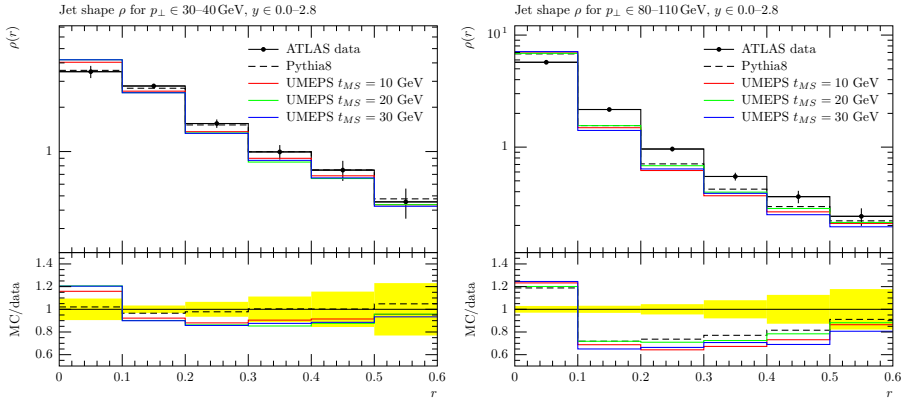 Jet shape ρ for p⊥ ∈ 30–40 GeV, y ∈ 0.0–2.8
ρ(r)
ATLAS data
Pythia8
UMEPS tMS = 10 GeV
UMEPS tMS = 20 GeV
UMEPS tMS = 30 GeV
1
MC/data
1.4
1.2
1.0
0.8
0.6
0 0.1 0.2 0.3 0.4 0.5 0.6
r
Jet shape ρ for p⊥ ∈ 80–110 GeV, y ∈ 0.0–2.8
ρ(r)
10¹
ATLAS data
Pythia8
UMEPS tMS = 10 GeV
UMEPS tMS = 20 GeV
UMEPS tMS = 30 GeV
1
MC/data
1.4
1.2
1.0
0.8
0.6
0 0.1 0.2 0.3 0.4 0.5 0.6
r